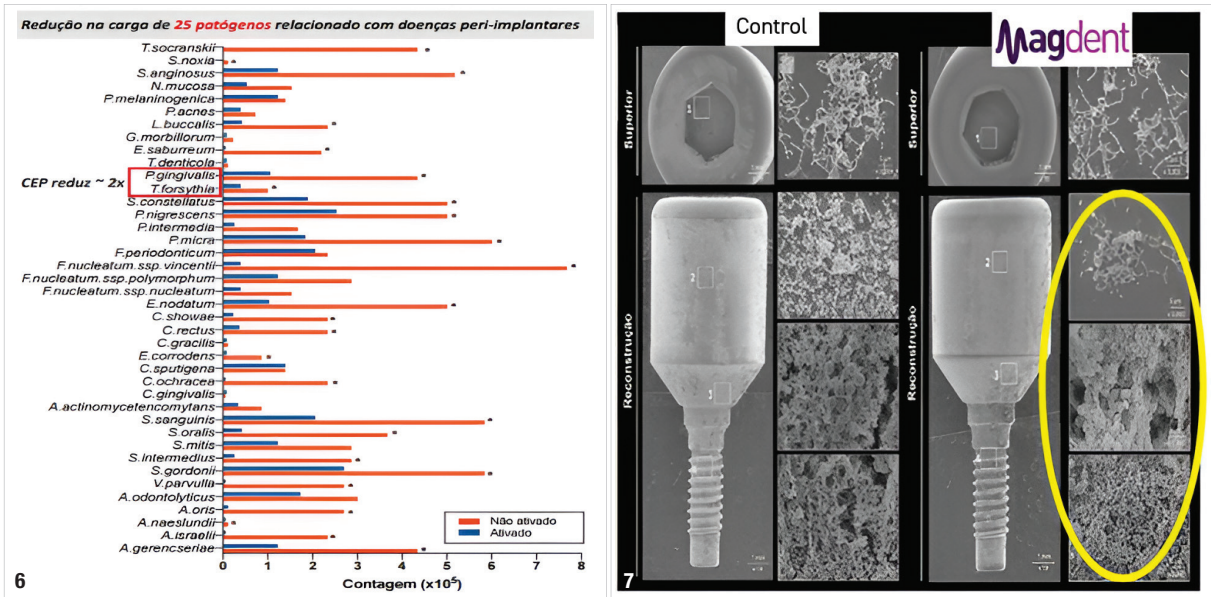 Redução na carga de 25 patógenos relacionado com doenças peri-implantares
T.socranskii
S.noxia
S.anginosus
N.mucosa
P.melaninogenica
P.acnes
L.buccalis
G.morbillorum
E.saburreum
T.denticola
CEP reduz ~ 2x
P.gingivalis
T.forsythia
S.constellatus
P.nigrescens
P.intermedia
P.micra
F.periodonticum
F.nucleatum.ssp.vincentii
F.nucleatum.ssp.polymorphum
F.nucleatum.ssp.nucleatum
E.nodatum
C.showae
C.rectus
C.gracilis
E.corrodens
C.sputigena
C.ochracea
C.gingivalis
A.actinomycetencomytans
S.sanguinis
S.oralis
S.mitis
S.intermedius
S.gordonii
V.parvulla
A.odontolyticus
A.oris
A.naeslundii
A.israelii
A.gerencseriae
Não ativado
Ativado
0 1 2 3 4 5 6 7 8
Contagem (x10⁵)
6
Control
Magdent
Superior
Superior
Reconstrução
Reconstrução
7